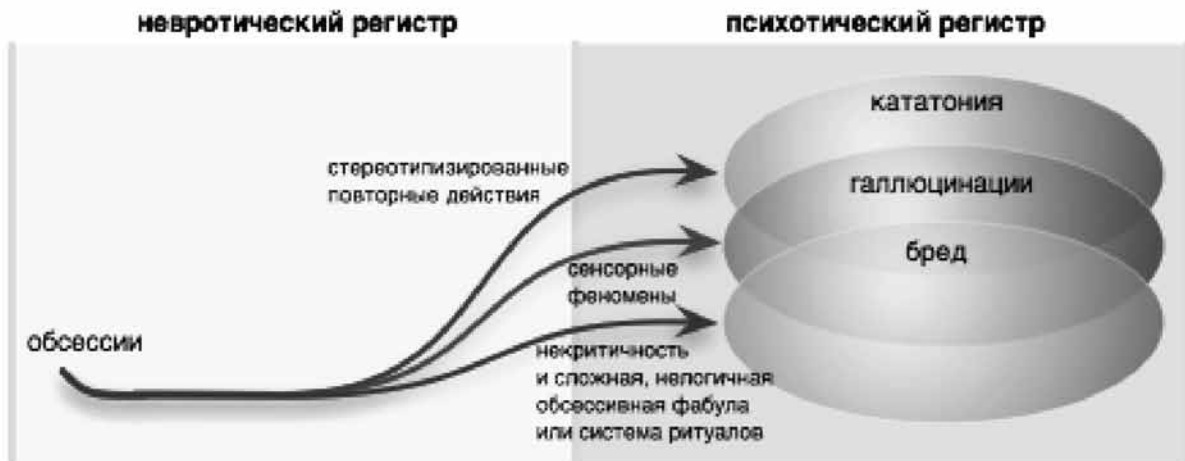 невротический регистр
психотический регистр
кататония
стереотипизированные
повторные действия
галлюцинации
бред
сенсорные
феномены
обсессии
некритичность
и сложная, нелогичная
обсессивная фабула
или система ритуалов